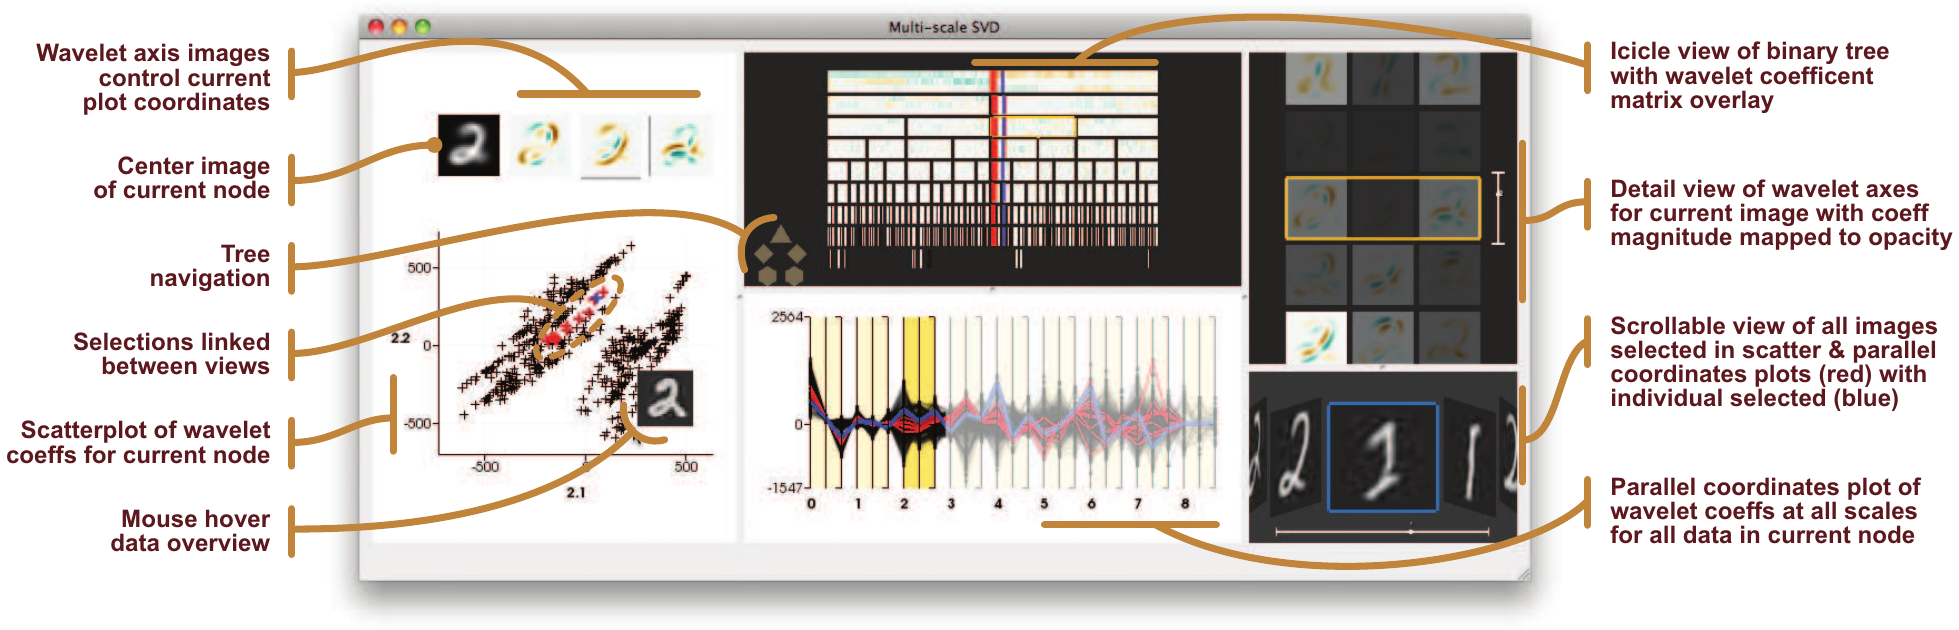 Multi-scale SVD
Wavelet axis images
control current
plot coordinates
Center image
of current node
Tree
navigation
Selections linked
between views
Scatterplot of wavelet
coeffs for current node
Mouse hover
data overview
500
2.2
0
-500
-500
0
500
2.1
2504
0
-1547
0 1 2 3 4 5 6 7 8
Icicle view of binary tree
with wavelet coefficent
matrix overlay
Detail view of wavelet axes
for current image with coeff
magnitude mapped to opacity
Scrollable view of all images
selected in scatter & parallel
coordinates plots (red) with
individual selected (blue)
Parallel coordinates plot of
wavelet coeffs at all scales
for all data in current node